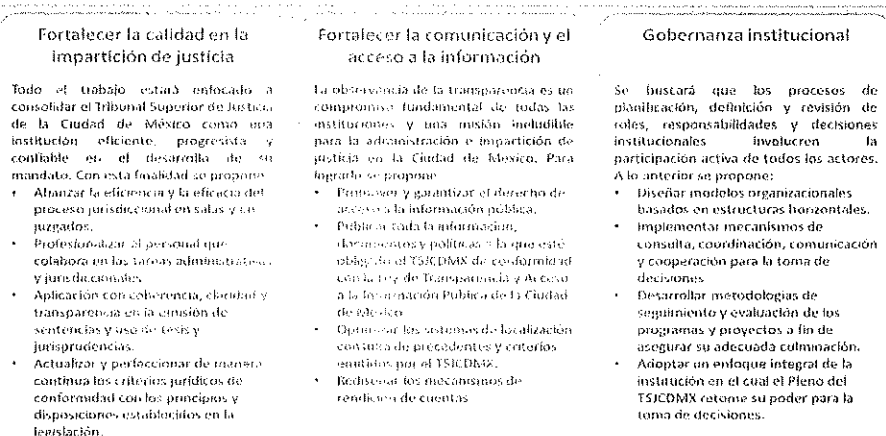 Fortalecer la calidad en la
impartición de justicia
Todo el trabajo estará enfocado a
consolidar el Tribunal Superior de Justicia
de la Ciudad de México como una
institución eficiente, progresista y
confiable en el desarrollo de su
mandato. Con esta finalidad se propone
• Afianzar la eficiencia y la eficacia del
proceso jurisdiccional en salas y en
juzgados.
• Profesionalizar al personal que
colabora en las tareas administrativas
y jurisdiccionales
• Aplicación con coherencia, claridad y
transparencia en la emisión de
sentencias y uso de tesis y
jurisprudencias.
• Actualizar y perfeccionar de manera
continua los criterios jurídicos de
conformidad con los principios y
disposiciones establecidos en la
legislación.
Fortalecer la comunicación y el
acceso a la información
La observancia de la transparencia es un
compromiso fundamental de todas las
instituciones y una misión ineludible
para la administración e impartición de
justicia en la Ciudad de México. Para
lograrlo se propone
• Promover y garantizar el derecho de
acceso a la información pública.
• Publicar toda la información,
documentos y políticas a la que esté
obligado el TSJCDMX de conformidad
con la Ley de Transparencia y Acceso
a la Información Pública de la Ciudad
de México
• Optimizar los sistemas de localización
consulta de precedentes y criterios
emitidos por el TSJCDMX.
• Rediseñar los mecanismos de
rendición de cuentas
Gobernanza institucional
Se buscará que los procesos de
planificación, definición y revisión de
roles, responsabilidades y decisiones
institucionales involucren la
participación activa de todos los actores.
A lo anterior se propone:
• Diseñar modelos organizacionales
basados en estructuras horizontales.
• Implementar mecanismos de
consulta, coordinación, comunicación
y cooperación para la toma de
decisiones
• Desarrollar metodologías de
seguimiento y evaluación de los
programas y proyectos a fin de
asegurar su adecuada culminación.
• Adoptar un enfoque integral de la
institución en el cual el Pleno del
TSJCDMX retome su poder para la
toma de decisiones.